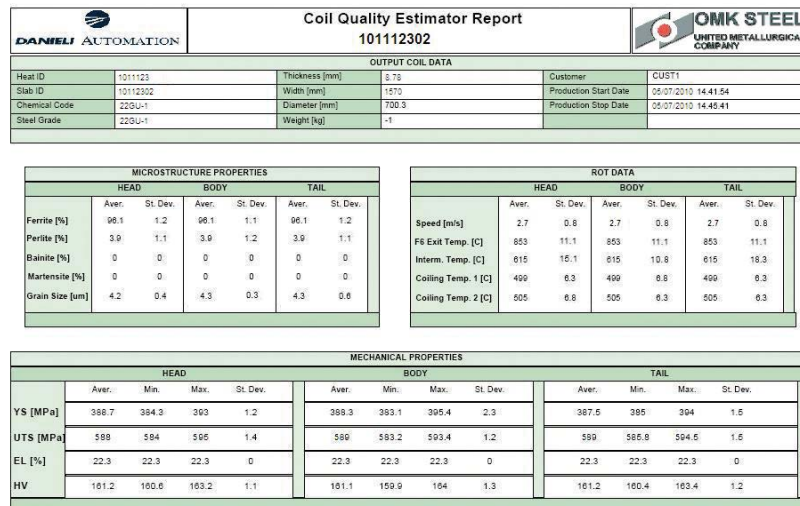 DANIELI AUTOMATION
Coil Quality Estimator Report
101112302
OMK STEEL
UNITED METALLURGICA
COMPANY
OUTPUT COIL DATA
Heat ID 1011123 Thickness [mm] 8.78 Customer CUST1
Slab ID 10112302 Width [mm] 1570 Production Start Date 05/07/2010 14.41.54
Chemical Code 22GU-1 Diameter [mm] 700.3 Production Stop Date 05/07/2010 14.45.41
Steel Grade 22GU-1 Weight [kg] -1
MICROSTRUCTURE PROPERTIES
HEAD BODY TAIL
Aver. St. Dev. Aver. St. Dev. Aver. St. Dev.
Ferrite [%] 96.1 1.2 96.1 1.1 96.1 1.2
Perlite [%] 3.9 1.1 3.9 1.2 3.9 1.1
Bainite [%] 0 0 0 0 0 0
Martensite [%] 0 0 0 0 0 0
Grain Size [um] 4.2 0.4 4.3 0.3 4.3 0.6
ROT DATA
HEAD BODY TAIL
Aver. St. Dev. Aver. St. Dev. Aver. St. Dev.
Speed [m/s] 2.7 0.8 2.7 0.8 2.7 0.8
F6 Exit Temp. [C] 853 11.1 853 11.1 853 11.1
Interm. Temp. [C] 615 15.1 615 10.8 615 18.3
Coiling Temp. 1 [C] 499 6.3 499 6.8 499 6.3
Coiling Temp. 2 [C] 505 6.8 505 6.3 505 6.3
MECHANICAL PROPERTIES
HEAD BODY TAIL
Aver. Min. Max. St. Dev. Aver. Min. Max. St. Dev. Aver. Min. Max. St. Dev.
YS [MPa] 388.7 384.3 393 1.2 388.3 383.1 395.4 2.3 387.5 385 394 1.5
UTS [MPa] 588 584 595 1.4 589 583.2 593.4 1.2 589 585.8 594.5 1.5
EL [%] 22.3 22.3 22.3 0 22.3 22.3 22.3 0 22.3 22.3 22.3 0
HV 161.2 160.6 163.2 1.1 161.1 159.9 164 1.3 161.2 160.4 163.4 1.2